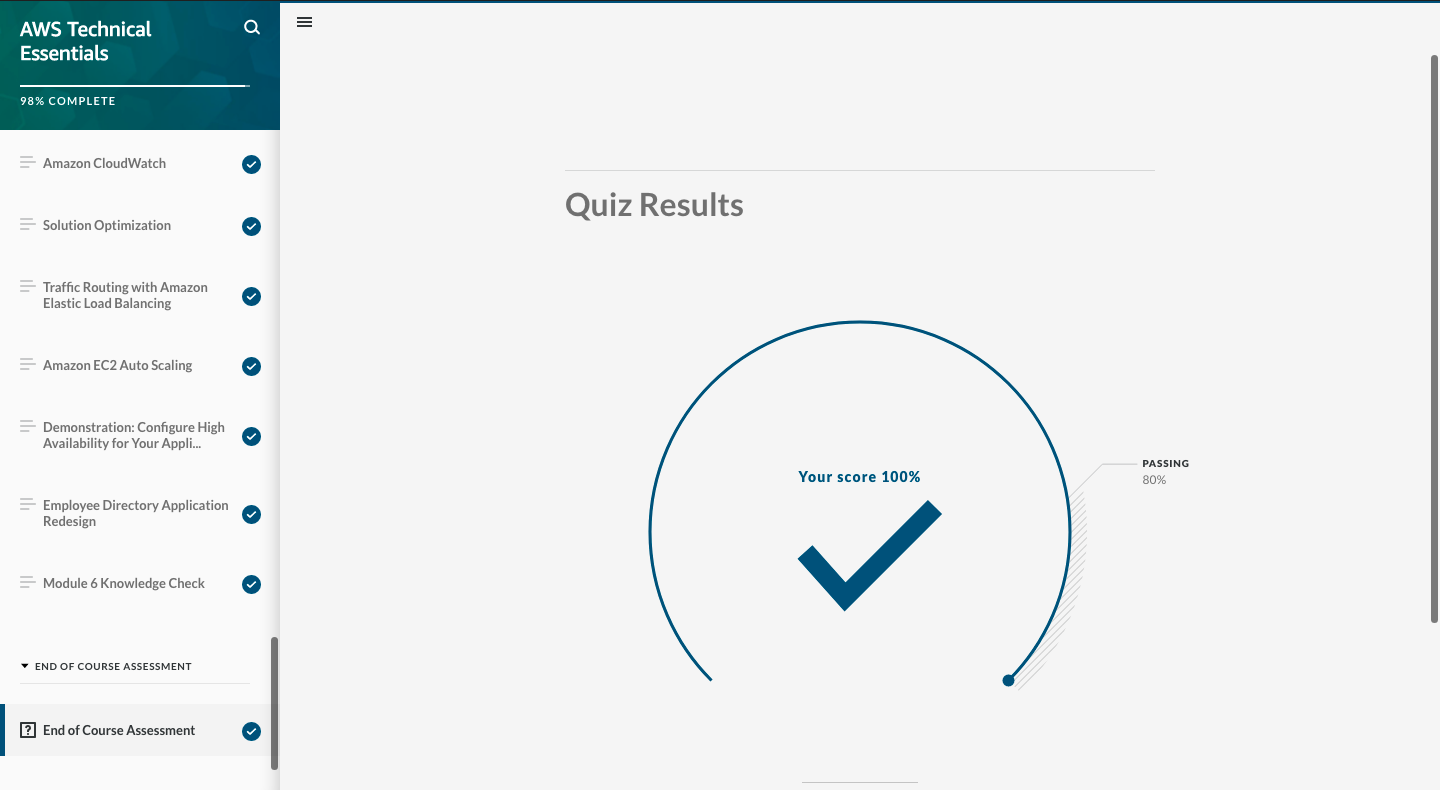 AWS Technical
Essentials
98% COMPLETE
Amazon CloudWatch
Solution Optimization
Traffic Routing with Amazon
Elastic Load Balancing
Amazon EC2 Auto Scaling
Demonstration: Configure High
Availability for Your Appli...
Employee Directory Application
Redesign
Module 6 Knowledge Check
END OF COURSE ASSESSMENT
End of Course Assessment
Quiz Results
Your score 100%
PASSING
80%